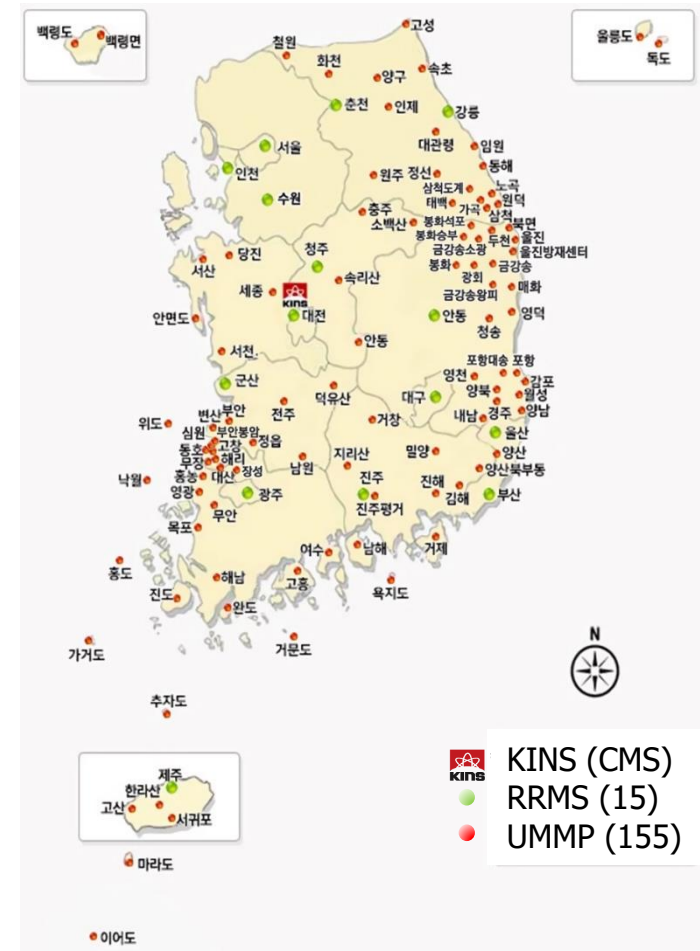 고성
백령도
백령면
울릉도
독도
철원
화천
양구
속초
춘천
인제
강릉
서울
대관령
임원
인천
동해
원주
정선
수원
삼척도계
노곡
태백
가곡
원덕
충주
삼척
소백산
봉화석포
북면
봉화승부
두천
울진
청주
금강송소광
울진방재센터
당진
서산
봉화
광회
금강송
속리산
세종
KINS
금강송왕피
매화
안면도
대전
안동
영덕
청송
안동
서천
포항대송
포항
군산
영천
감포
덕유산
대구
양북
월성
변산
부안
전주
거창
내남
경주
양남
위도
심원
부안봉암
울산
동호
고창
정읍
지리산
밀양
양산
무장
해리
남원
양산북부동
낙월
홍농
대산
장성
진주
진해
영광
광주
김해
부산
무안
진주평거
목포
여수
남해
거제
홍도
해남
고흥
욕지도
진도
완도
가거도
거문도
N
추자도
제주
한라산
고산
서귀포
KINS
KINS (CMS)
RRMS (15)
UMMP (155)
마라도
이어도